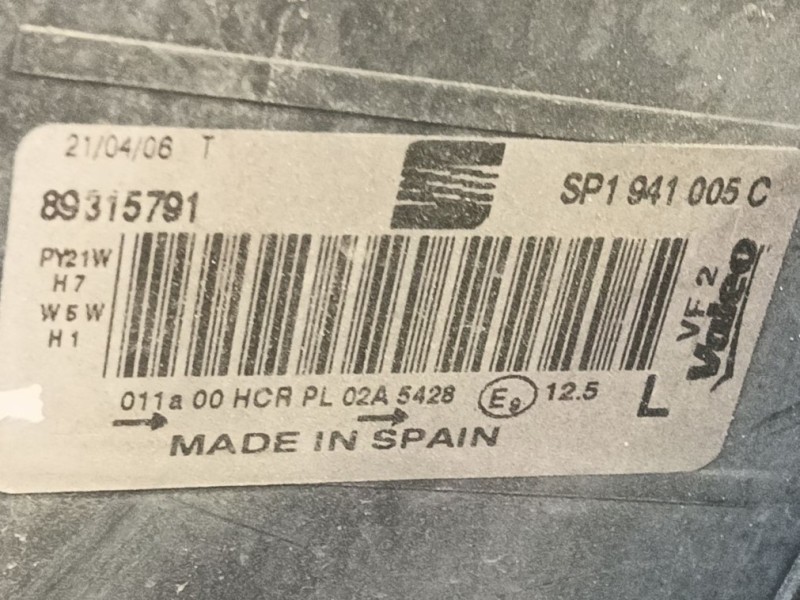 21/04/06 T
89315791
SP1 941 005 C
PY21W
H7
W5W
H1
VF 2
Valeo
011a 00 HCR PL 02A 5428 E9 12.5
L
MADE IN SPAIN